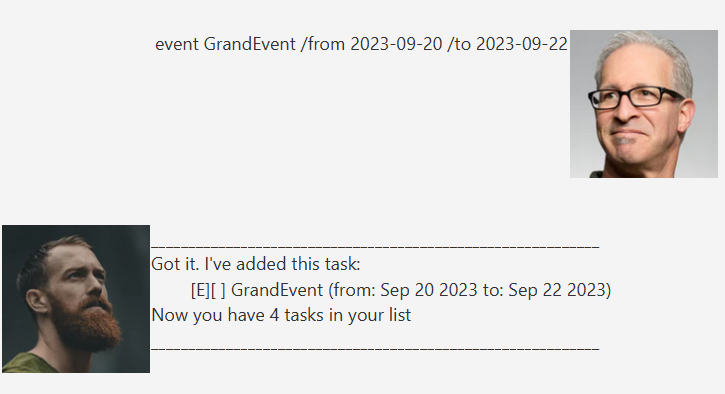 event GrandEvent /from 2023-09-20 /to 2023-09-22
____________________________________________________________
Got it. I've added this task:
[E][ ] GrandEvent (from: Sep 20 2023 to: Sep 22 2023)
Now you have 4 tasks in your list
____________________________________________________________